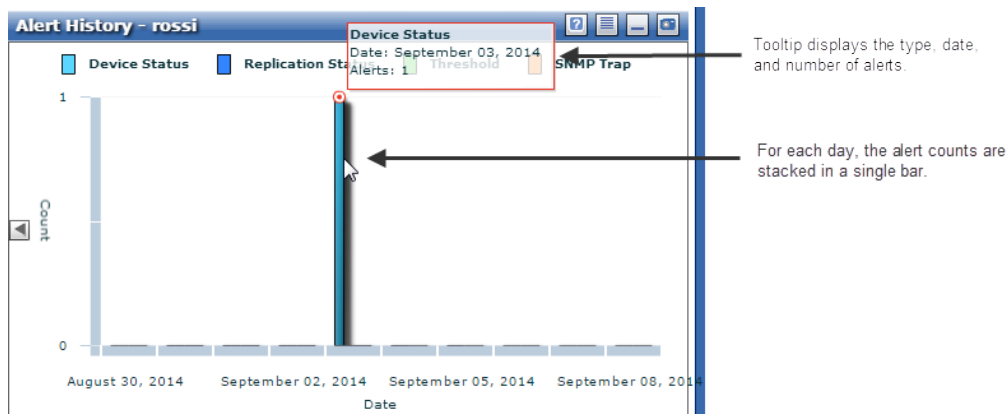 Alert History - rossi
?
Device Status
Date: September 03, 2014
Alerts: 1
Device Status Replication Status Threshold SNMP Trap
1
Count
0
August 30, 2014 September 02, 2014 September 05, 2014 September 08, 2014
Date
Tooltip displays the type, date,
and number of alerts.
For each day, the alert counts are
stacked in a single bar.